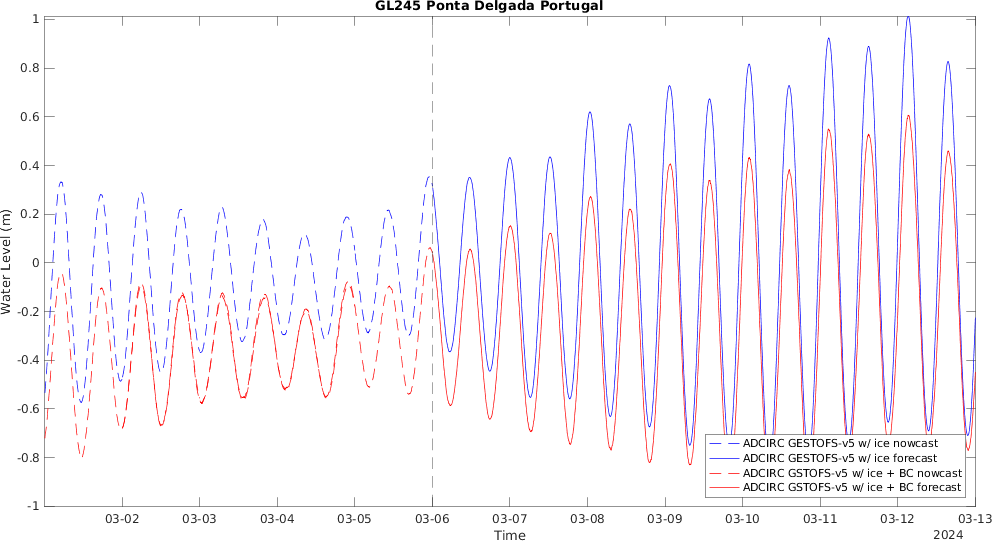 GL245 Ponta Delgada Portugal
1
0.8
0.6
0.4
0.2
0
-0.2
-0.4
-0.6
-0.8
-1
Water Level (m)
ADCIRC GESTOFS-v5 w/ ice nowcast
ADCIRC GESTOFS-v5 w/ ice forecast
ADCIRC GSTOFS-v5 w/ ice + BC nowcast
ADCIRC GSTOFS-v5 w/ ice + BC forecast
03-02 03-03 03-04 03-05 03-06 03-07 03-08 03-09 03-10 03-11 03-12 03-13
Time
2024